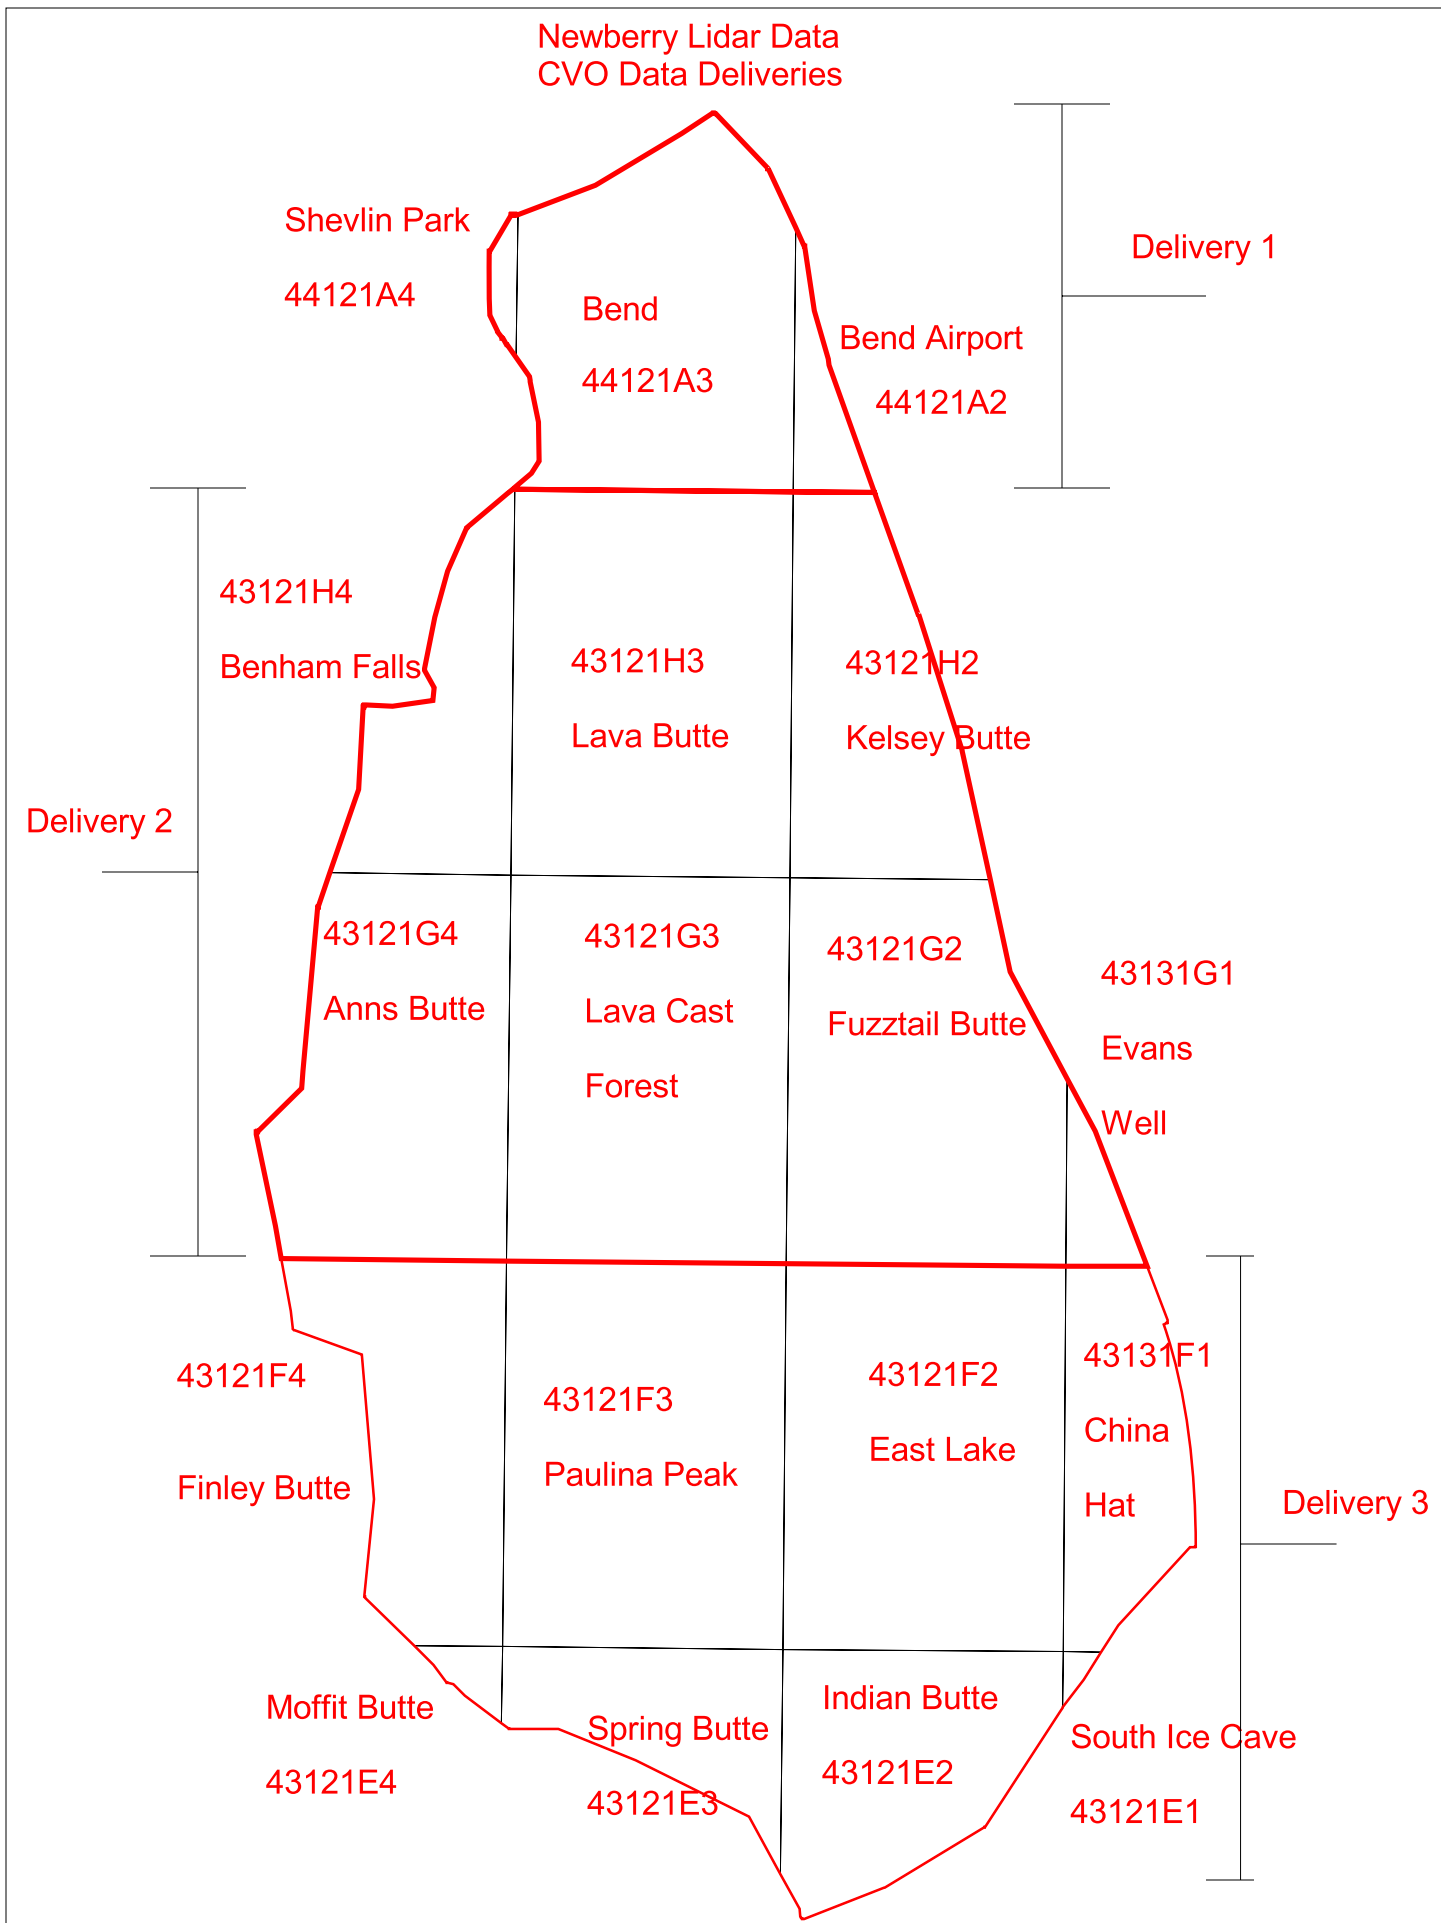 Newberry Lidar Data
CVO Data Deliveries
Shevlin Park
44121A4
Bend
44121A3
Bend Airport
44121A2
Delivery 1
43121H4
Benham Falls
43121H3
Lava Butte
43121H2
Kelsey Butte
Delivery 2
43121G4
Anns Butte
43121G3
Lava Cast
Forest
43121G2
Fuzztail Butte
43131G1
Evans
Well
43121F4
Finley Butte
43121F3
Paulina Peak
43121F2
East Lake
43131F1
China
Hat
Delivery 3
Moffit Butte
43121E4
Spring Butte
43121E3
Indian Butte
43121E2
South Ice Cave
43121E1